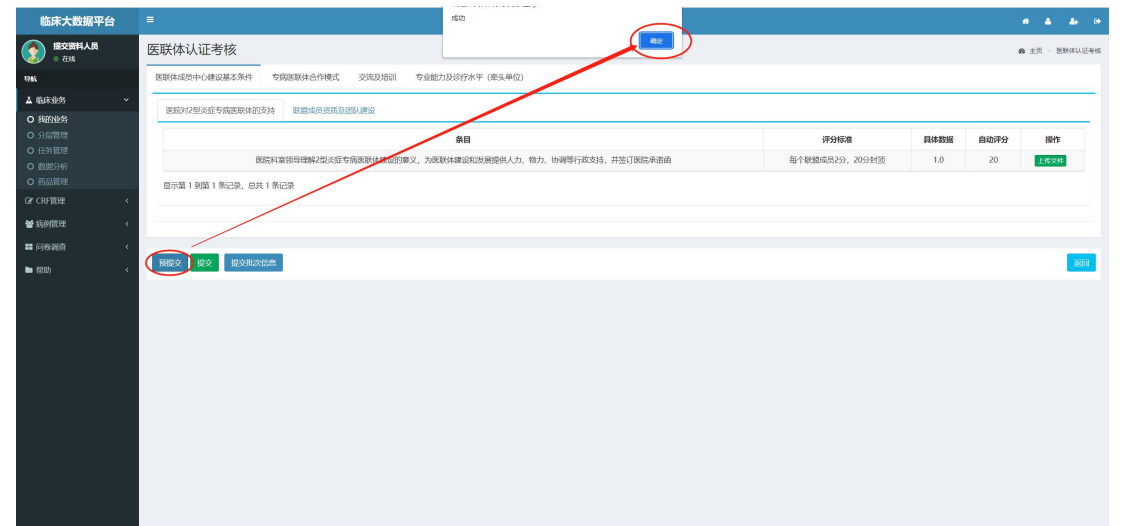 临床大数据平台
成功
确定
提交资料人员
在线
医联体认证考核
主页 > 医联体认证考核
导航
医联体成员中心建设基本条件 专病医联体合作模式 交流及培训 专业能力及诊疗水平（牵头单位）
临床业务
我的业务
分层管理
任务管理
数据分析
药品管理
CRF管理
病例管理
问卷调查
帮助
医院对2型炎症专病医联体的支持 联盟成员资质及团队建设
条目 评分标准 具体数据 自动评分 操作
医院科室领导理解2型炎症专病医联体建设的意义，为医联体建设和发展提供人力、物力、协调等行政支持，并签订医院承诺函 每个联盟成员2分，20分封顶 1.0 20 上传文件
显示第 1 到第 1 条记录，总共 1 条记录
预提交 提交 提交批次信息 返回